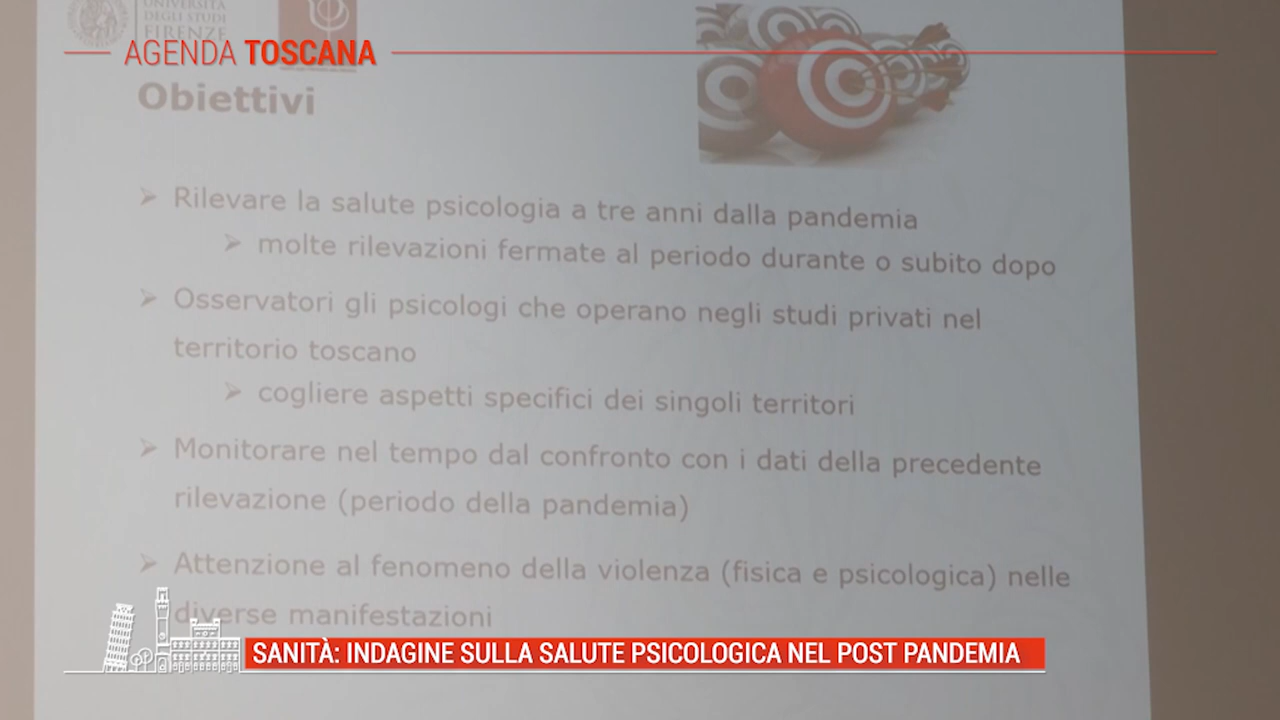 UNIVERSITÀ
DEGLI STUDI
FIRENZE
AGENDA TOSCANA
Obiettivi
Rilevare la salute psicologia a tre anni dalla pandemia
molte rilevazioni fermate al periodo durante o subito dopo
Osservatori gli psicologi che operano negli studi privati nel
territorio toscano
cogliere aspetti specifici dei singoli territori
Monitorare nel tempo dal confronto con i dati della precedente
rilevazione (periodo della pandemia)
Attenzione al fenomeno della violenza (fisica e psicologica) nelle
diverse manifestazioni
SANITÀ: INDAGINE SULLA SALUTE PSICOLOGICA NEL POST PANDEMIA